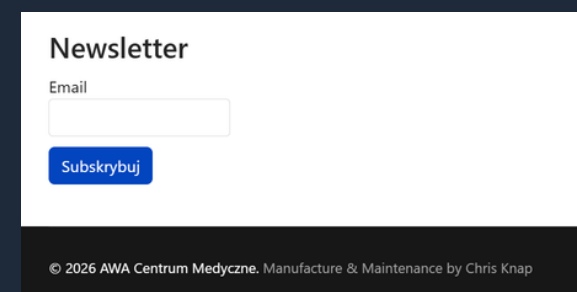 Newsletter
Email
Subskrybuj
© 2026 AWA Centrum Medyczne. Manufacture & Maintenance by Chris Knap